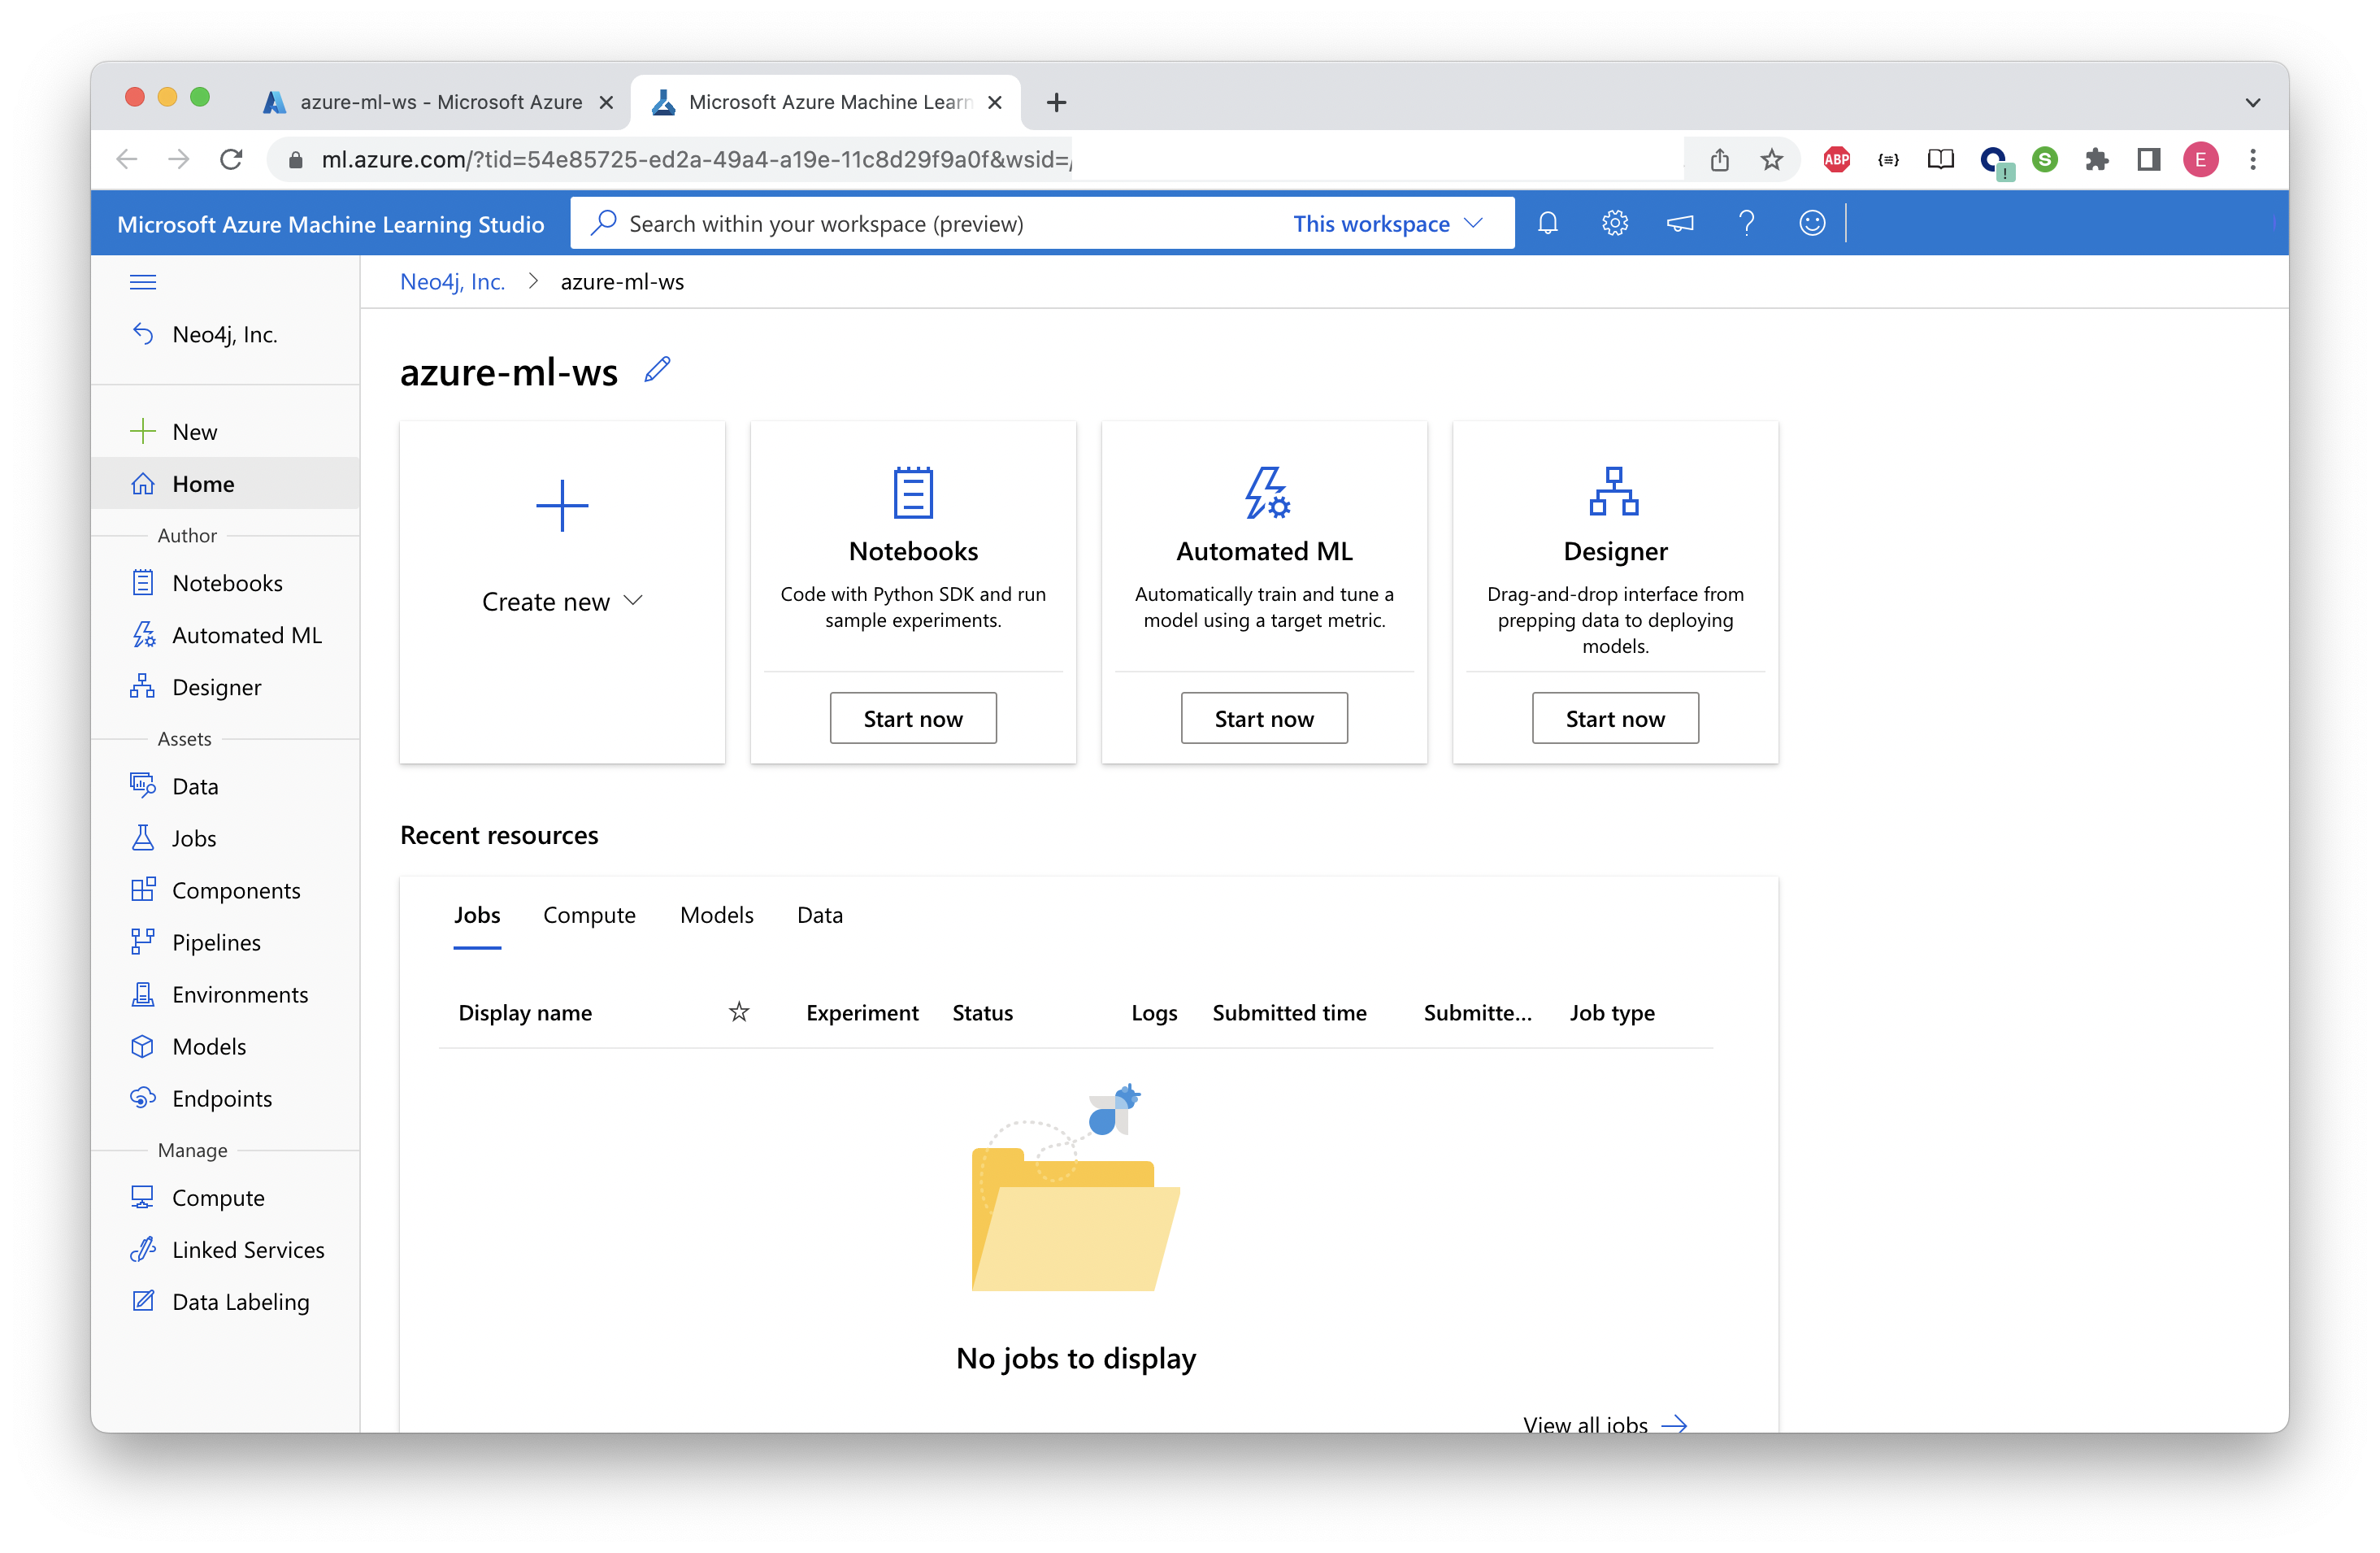 azure-ml-ws - Microsoft Azure
Microsoft Azure Machine Learn
ml.azure.com/?tid=54e85725-ed2a-49a4-a19e-11c8d29f9a0f&wsid=/
ABP
{≡}
!
S
E
Microsoft Azure Machine Learning Studio
Search within your workspace (preview)
This workspace
Neo4j, Inc.
azure-ml-ws
Neo4j, Inc.
New
Home
Author
Notebooks
Automated ML
Designer
Assets
Data
Jobs
Components
Pipelines
Environments
Models
Endpoints
Manage
Compute
Linked Services
Data Labeling
azure-ml-ws
Create new
Notebooks
Code with Python SDK and run
sample experiments.
Start now
Automated ML
Automatically train and tune a
model using a target metric.
Start now
Designer
Drag-and-drop interface from
prepping data to deploying
models.
Start now
Recent resources
Jobs Compute Models Data
Display name Experiment Status Logs Submitted time Submitte... Job type
No jobs to display
View all jobs